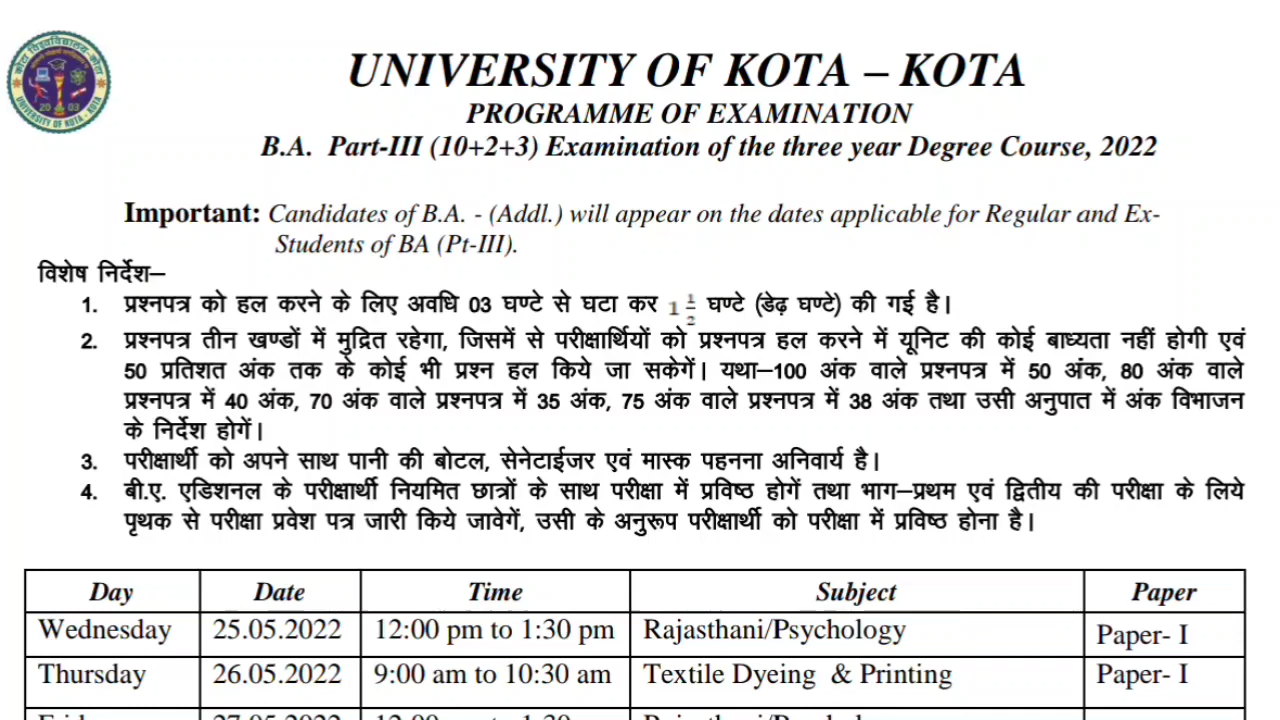 कोटा विश्वविद्यालय-कोटा
2003
UNIVERSITY OF KOTA - KOTA
UNIVERSITY OF KOTA – KOTA
PROGRAMME OF EXAMINATION
B.A. Part-III (10+2+3) Examination of the three year Degree Course, 2022
Important: Candidates of B.A. - (Addl.) will appear on the dates applicable for Regular and Ex-
Students of BA (Pt-III).
विशेष निर्देश–
1. प्रश्नपत्र को हल करने के लिए अवधि 03 घण्टे से घटा कर 1 1/2 घण्टे (डेढ़ घण्टे) की गई है।
2. प्रश्नपत्र तीन खण्डों में मुद्रित रहेगा, जिसमें से परीक्षार्थियों को प्रश्नपत्र हल करने में यूनिट की कोई बाध्यता नहीं होगी एवं
50 प्रतिशत अंक तक के कोई भी प्रश्न हल किये जा सकेगें। यथा–100 अंक वाले प्रश्नपत्र में 50 अंक, 80 अंक वाले
प्रश्नपत्र में 40 अंक, 70 अंक वाले प्रश्नपत्र में 35 अंक, 75 अंक वाले प्रश्नपत्र में 38 अंक तथा उसी अनुपात में अंक विभाजन
के निर्देश होगें।
3. परीक्षार्थी को अपने साथ पानी की बोटल, सेनेटाईजर एवं मास्क पहनना अनिवार्य है।
4. बी.ए. एडिशनल के परीक्षार्थी नियमित छात्रों के साथ परीक्षा में प्रविष्ठ होगें तथा भाग–प्रथम एवं द्वितीय की परीक्षा के लिये
पृथक से परीक्षा प्रवेश पत्र जारी किये जावेगें, उसी के अनुरूप परीक्षार्थी को परीक्षा में प्रविष्ठ होना है।
Day Date Time Subject Paper
Wednesday 25.05.2022 12:00 pm to 1:30 pm Rajasthani/Psychology Paper- I
Thursday 26.05.2022 9:00 am to 10:30 am Textile Dyeing & Printing Paper- I